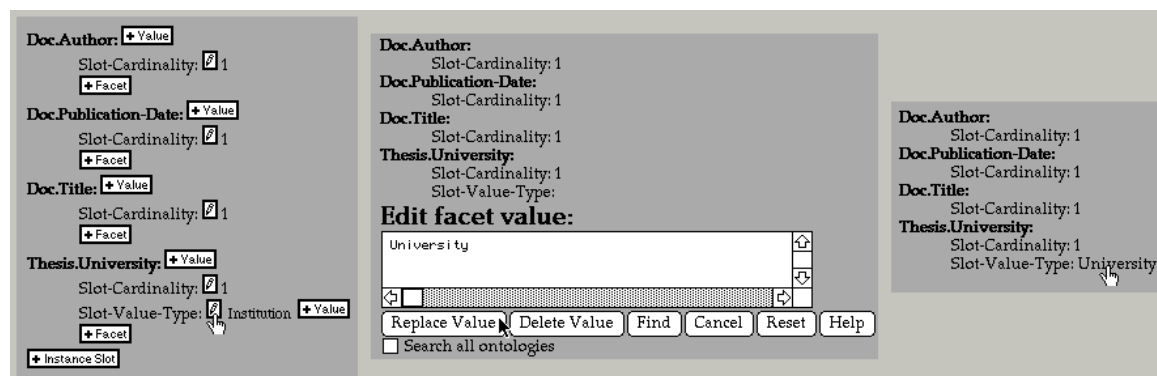 Doc.Author: + Value
Slot-Cardinality: 1
+ Facet
Doc.Publication-Date: + Value
Slot-Cardinality: 1
+ Facet
Doc.Title: + Value
Slot-Cardinality: 1
+ Facet
Thesis.University: + Value
Slot-Cardinality: 1
Slot-Value-Type: Institution + Value
+ Facet
+ Instance Slot
Doc.Author:
Slot-Cardinality: 1
Doc.Publication-Date:
Slot-Cardinality: 1
Doc.Title:
Slot-Cardinality: 1
Thesis.University:
Slot-Cardinality: 1
Slot-Value-Type:
Edit facet value:
University
Replace Value Delete Value Find Cancel Reset Help
Search all ontologies
Doc.Author:
Slot-Cardinality: 1
Doc.Publication-Date:
Slot-Cardinality: 1
Doc.Title:
Slot-Cardinality: 1
Thesis.University:
Slot-Cardinality: 1
Slot-Value-Type: University